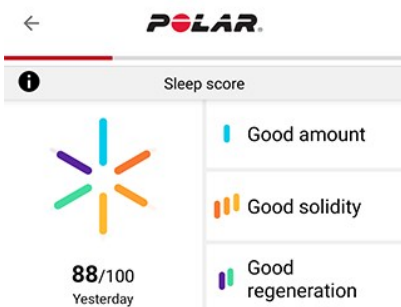 POLAR.
Sleep score
Good amount
Good solidity
Good
regeneration
88/100
Yesterday